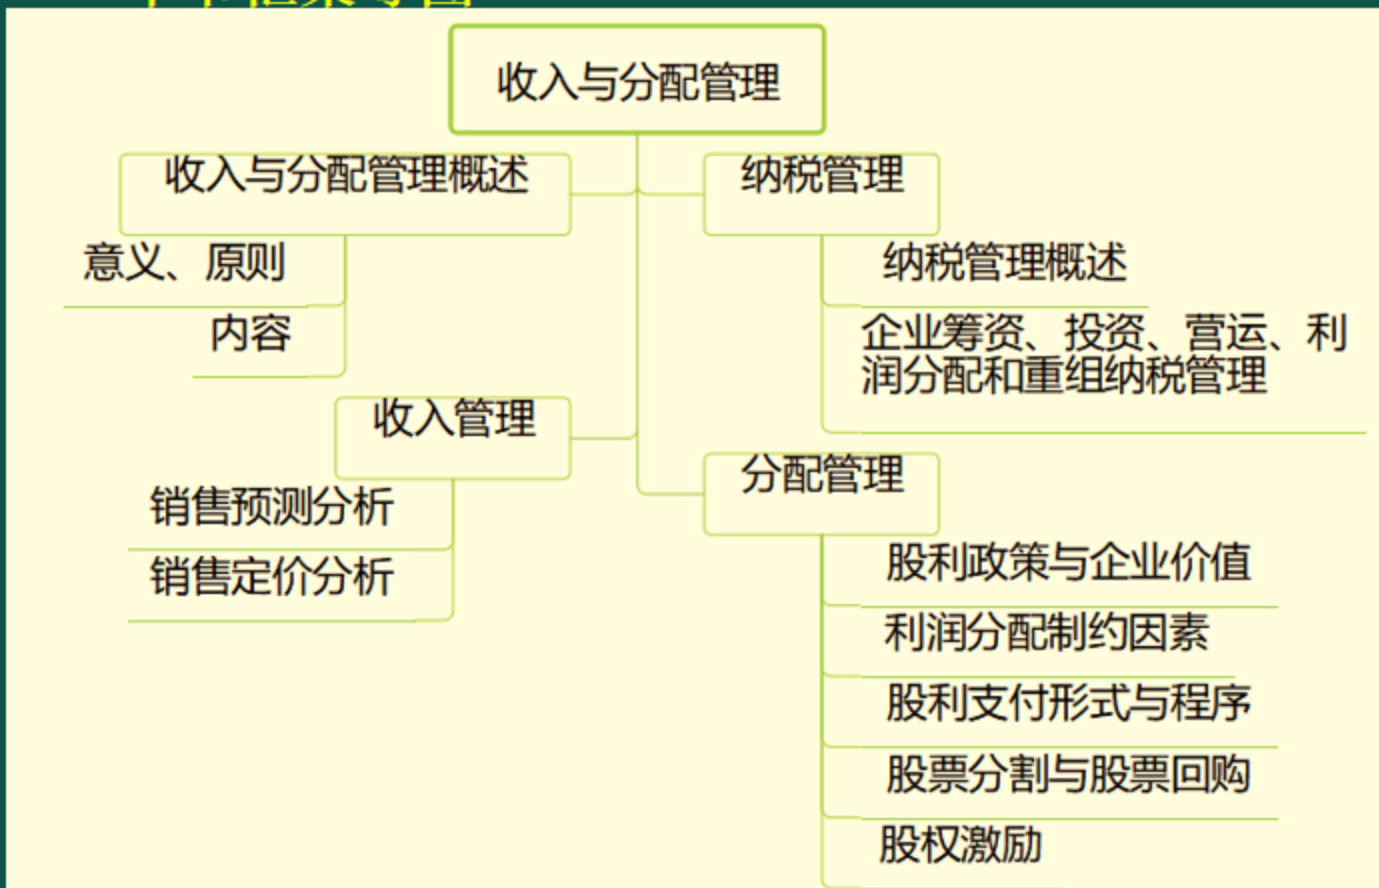 收入与分配管理
收入与分配管理概述
意义、原则
内容
收入管理
销售预测分析
销售定价分析
纳税管理
纳税管理概述
企业筹资、投资、营运、利
润分配和重组纳税管理
分配管理
股利政策与企业价值
利润分配制约因素
股利支付形式与程序
股票分割与股票回购
股权激励